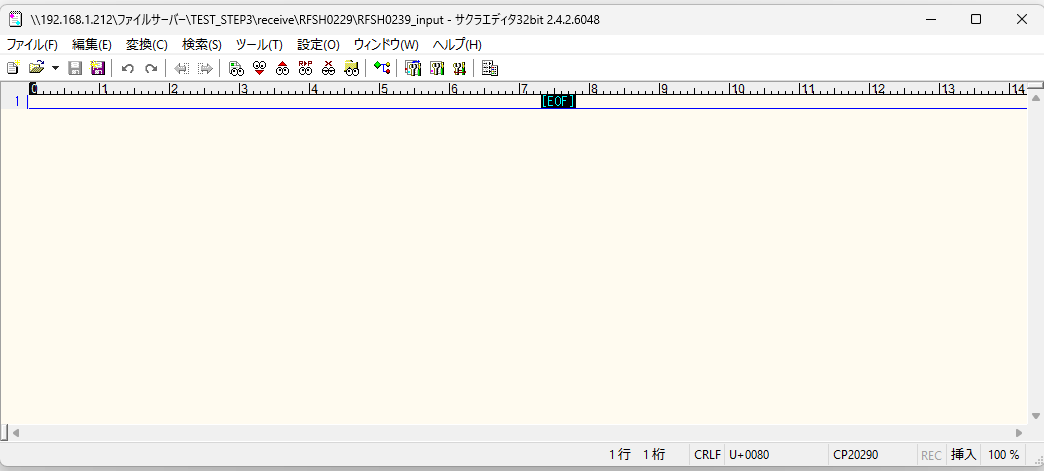 \\192.168.1.212\ファイルサーバー\TEST_STEP3\receive\RFSH0229\RFSH0239_input - サクラエディタ32bit 2.4.2.6048
ファイル(F) 編集(E) 変換(C) 検索(S) ツール(T) 設定(O) ウィンドウ(W) ヘルプ(H)
0 1 2 3 4 5 6 7 8 9 10 11 12 13 14
1 [EOF]
1 行 1 桁 CRLF U+0080 CP20290 REC 挿入 100 %